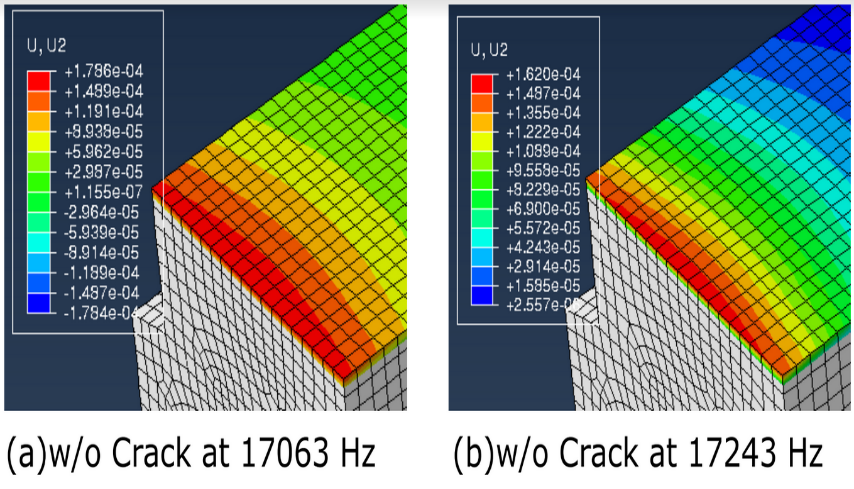 U, U2
+1.786e-04
+1.489e-04
+1.191e-04
+8.938e-05
+5.962e-05
+2.987e-05
+1.155e-07
-2.964e-05
-5.939e-05
-8.914e-05
-1.189e-04
-1.487e-04
-1.784e-04
U, U2
+1.620e-04
+1.487e-04
+1.355e-04
+1.222e-04
+1.089e-04
+9.558e-05
+8.229e-05
+6.900e-05
+5.572e-05
+4.243e-05
+2.914e-05
+1.585e-05
(a)w/o Crack at 17063 Hz
(b)w/o Crack at 17243 Hz